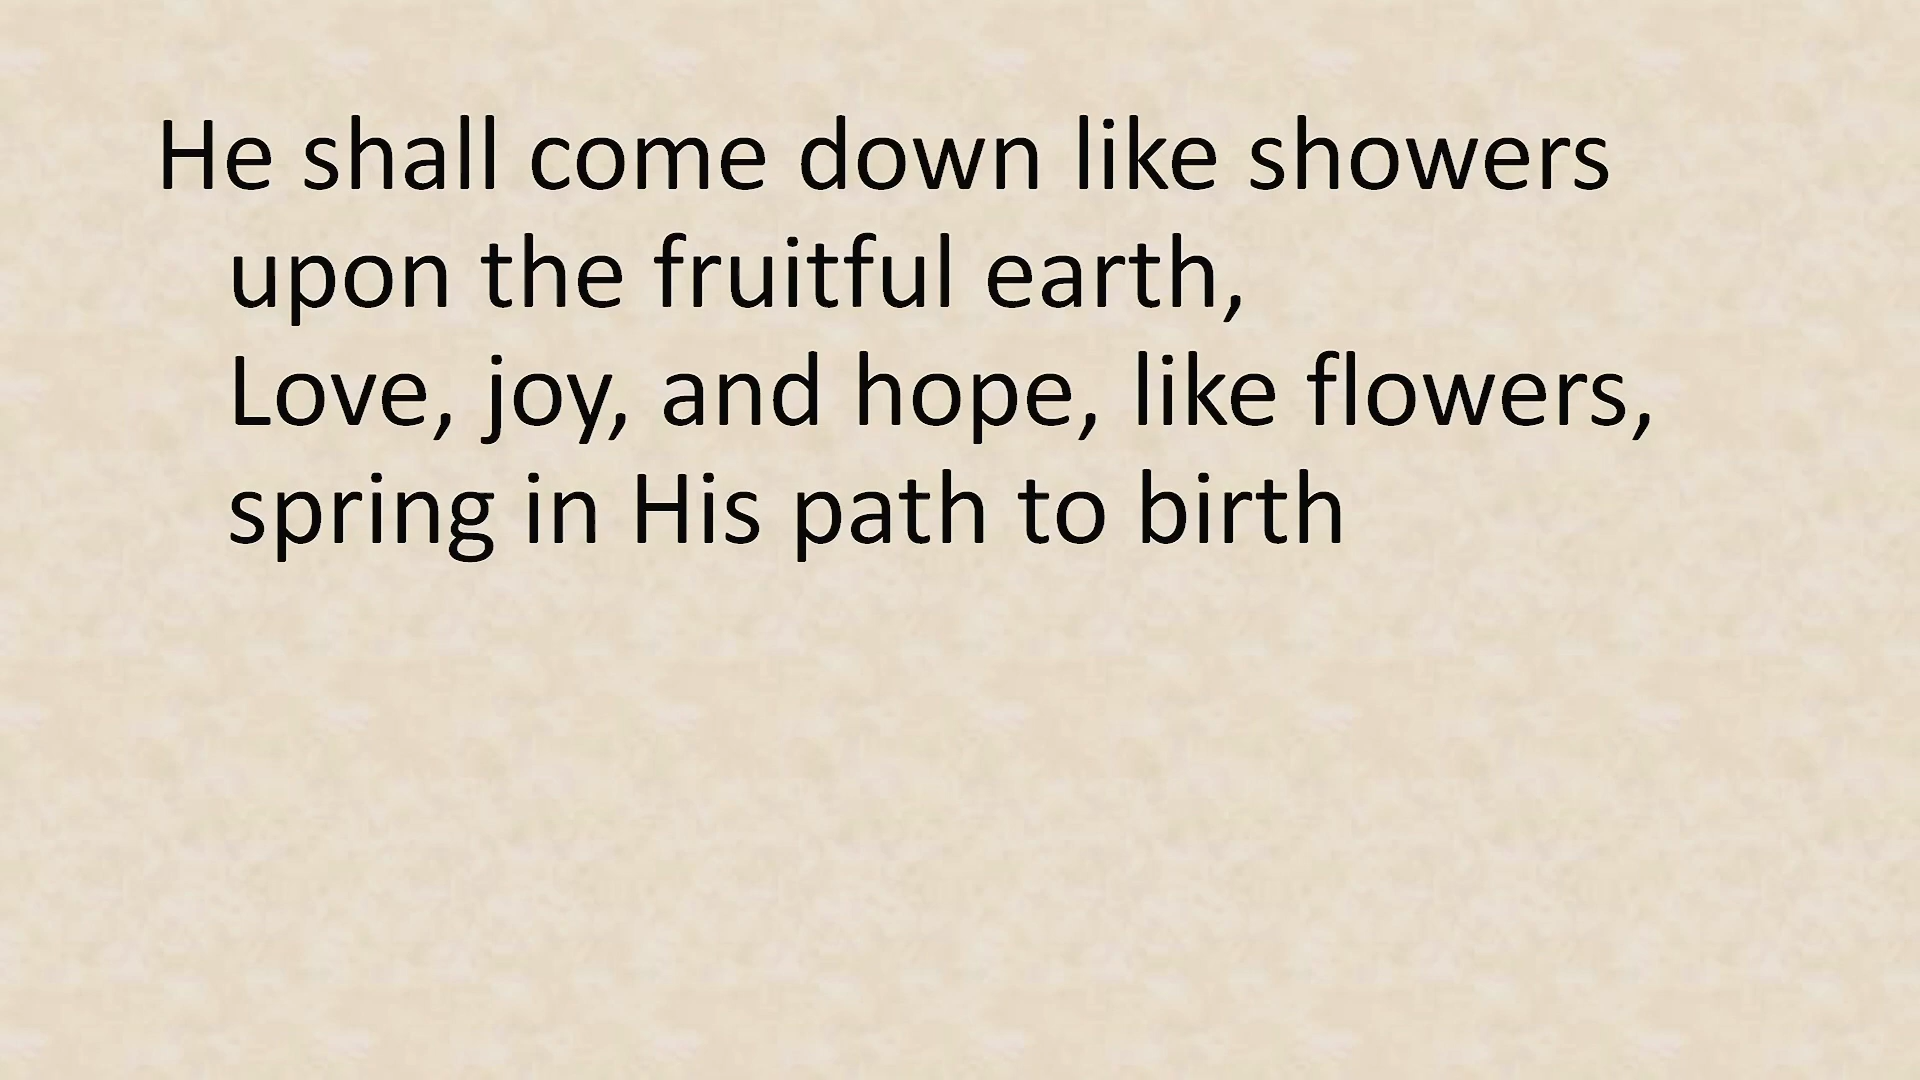 He shall come down like showers
upon the fruitful earth,
Love, joy, and hope, like flowers,
spring in His path to birth